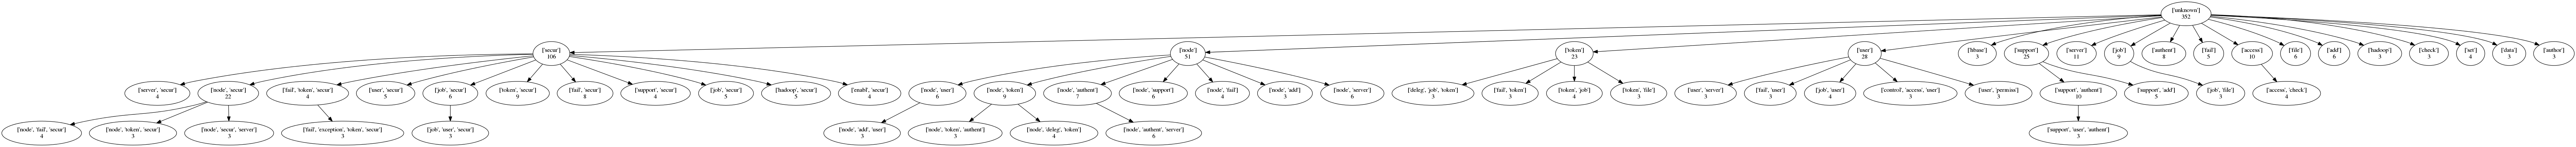 ['unknown']
352
['secur']
106
['node']
51
['token']
23
['user']
28
['hbase']
3
['support']
25
['server']
11
['job']
9
['authent']
8
['fail']
5
['access']
10
['file']
6
['add']
6
['hadoop']
3
['check']
3
['set']
4
['data']
3
['author']
3
['server', 'secur']
4
['node', 'secur']
22
['fail', 'token', 'secur']
4
['user', 'secur']
5
['job', 'secur']
6
['token', 'secur']
9
['fail', 'secur']
8
['support', 'secur']
4
['job', 'secur']
5
['hadoop', 'secur']
5
['enabl', 'secur']
4
['node', 'user']
6
['node', 'token']
9
['node', 'authent']
7
['node', 'support']
6
['node', 'fail']
4
['node', 'add']
3
['node', 'server']
6
['deleg', 'job', 'token']
3
['fail', 'token']
3
['token', 'job']
4
['token', 'file']
3
['user', 'server']
3
['fail', 'user']
3
['job', 'user']
4
['control', 'access', 'user']
3
['user', 'permiss']
3
['support', 'authent']
10
['support', 'add']
5
['job', 'file']
3
['access', 'check']
4
['node', 'fail', 'secur']
4
['node', 'token', 'secur']
3
['node', 'secur', 'server']
3
['fail', 'exception', 'token', 'secur']
3
['job', 'user', 'secur']
3
['node', 'add', 'user']
3
['node', 'token', 'authent']
3
['node', 'deleg', 'token']
4
['node', 'authent', 'server']
6
['support', 'user', 'authent']
3